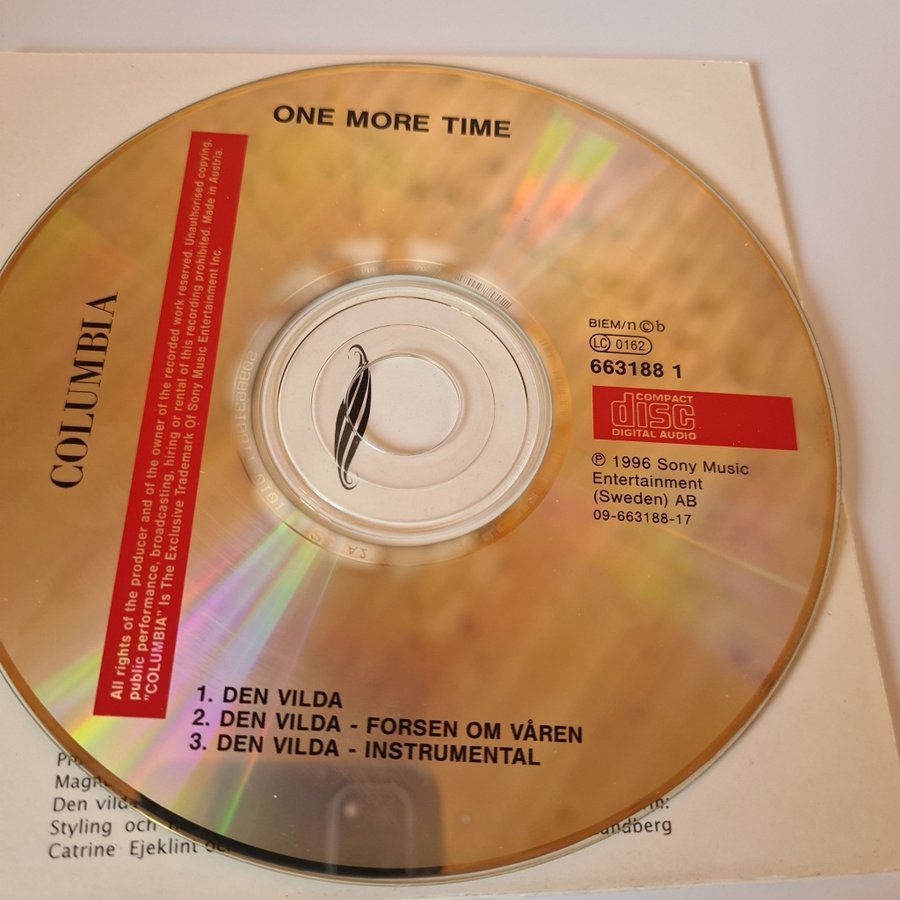 ONE MORE TIME
COLUMBIA
All rights of the producer and of the owner of the recorded work reserved. Unauthorised copying,
public performance, broadcasting, hiring or rental of this recording prohibited. Made in Austria.
"COLUMBIA" Is The Exclusive Trademark Of Sony Music Entertainment Inc.
BIEM/n©b
LC 0162
663188 1
COMPACT
disc
DIGITAL AUDIO
℗ 1996 Sony Music
Entertainment
(Sweden) AB
09-663188-17
1. DEN VILDA
2. DEN VILDA - FORSEN OM VÅREN
3. DEN VILDA - INSTRUMENTAL
Den vilda
Styling och
Catrine Ejeklint